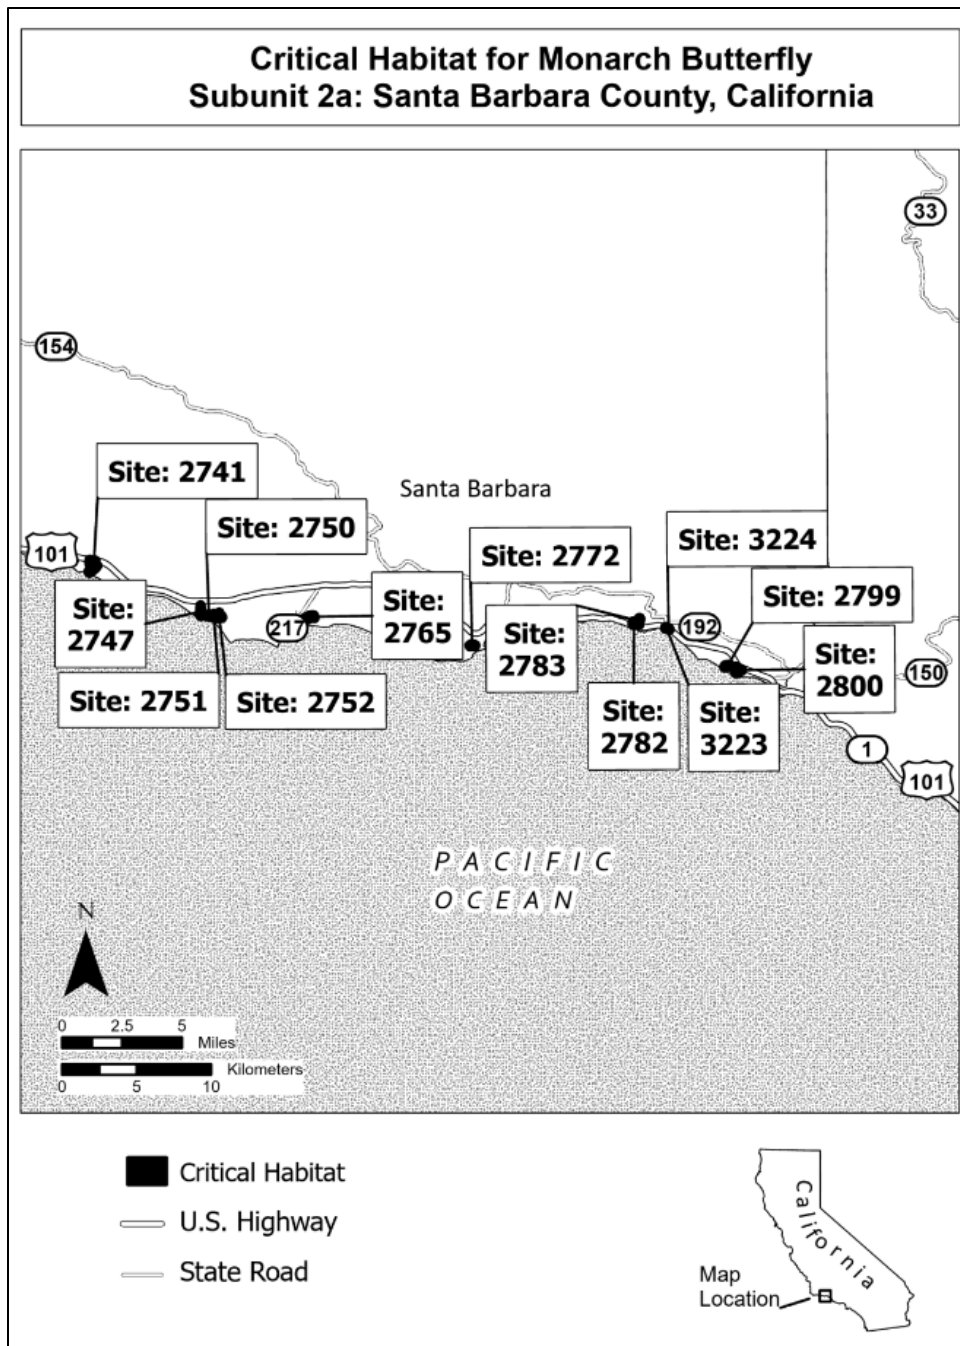 Critical Habitat for Monarch Butterfly
Subunit 2a: Santa Barbara County, California
33
154
Site: 2741
Santa Barbara
Site: 2750
101
Site: 2772
Site: 3224
Site:
2747
217
Site:
2765
Site:
2783
192
Site: 2799
Site:
2800
150
Site: 2751
Site: 2752
Site:
2782
Site:
3223
1
101
PACIFIC
OCEAN
N
0 2.5 5
Miles
Kilometers
0 5 10
Critical Habitat
U.S. Highway
State Road
California
Map
Location